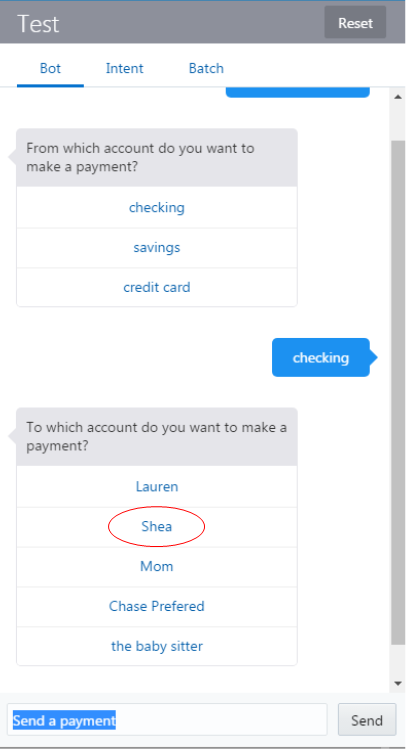 Test
Reset
Bot
Intent
Batch
From which account do you want to
make a payment?
checking
savings
credit card
checking
To which account do you want to make a
payment?
Lauren
Shea
Mom
Chase Prefered
the baby sitter
Send a payment
Send